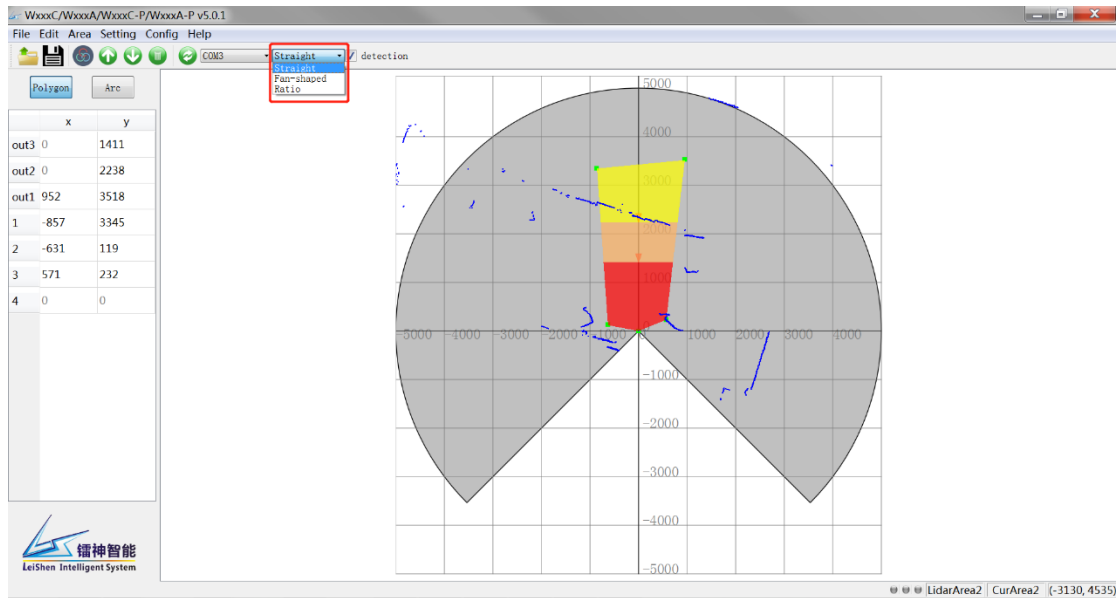 WxxxC/WxxxA/WxxxC-P/WxxxA-P v5.0.1
File Edit Area Setting Config Help
COM3 Straight detection
Straight
Fan-shaped
Ratio
Polygon Arc
x y
out3 0 1411
out2 0 2238
out1 952 3518
1 -857 3345
2 -631 119
3 571 232
4 0 0
5000
4000
3000
2000
1000
0
-5000 -4000 -3000 -2000 -1000 1000 2000 3000 4000
-1000
-2000
-3000
-4000
-5000
镭神智能
LeiShen Intelligent System
LidarArea2 CurArea2 (-3130, 4535)